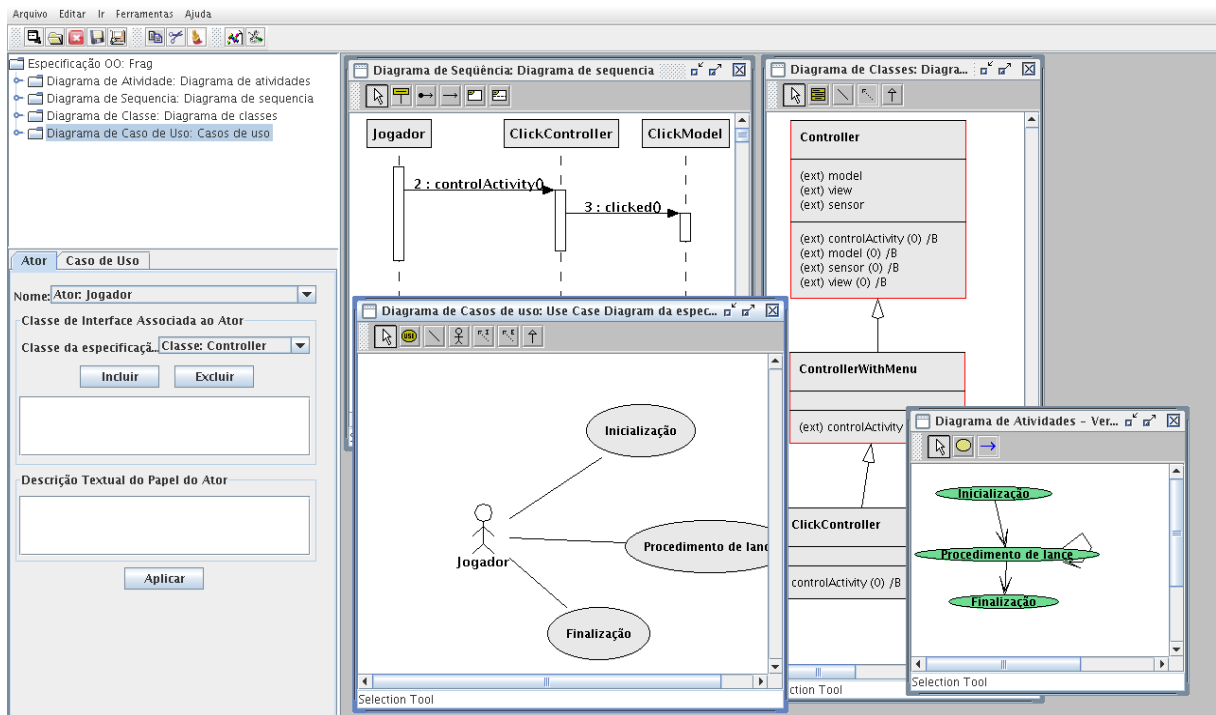 Arquivo Editar Ir Ferramentas Ajuda
Especificação OO: Frag
Diagrama de Atividade: Diagrama de atividades
Diagrama de Sequencia: Diagrama de sequencia
Diagrama de Classe: Diagrama de classes
Diagrama de Caso de Uso: Casos de uso
Ator Caso de Uso
Nome: Ator: Jogador
Classe de Interface Associada ao Ator
Classe da especificaçã... Classe: Controller
Incluir Excluir
Descrição Textual do Papel do Ator
Aplicar
Diagrama de Seqüência: Diagrama de sequencia
Jogador ClickController ClickModel
2 : controlActivity()
3 : clicked()
Diagrama de Classes: Diagra...
Controller
(ext) model
(ext) view
(ext) sensor
(ext) controlActivity (0) /B
(ext) model (0) /B
(ext) sensor (0) /B
(ext) view (0) /B
ControllerWithMenu
(ext) controlActivity
ClickController
controlActivity (0) /B
ction Tool
Diagrama de Casos de uso: Use Case Diagram da espec...
USE
Inicialização
Jogador
Procedimento de lanc
Finalização
Selection Tool
Diagrama de Atividades - Ver...
Inicialização
Procedimento de lance
Finalização
Selection Tool